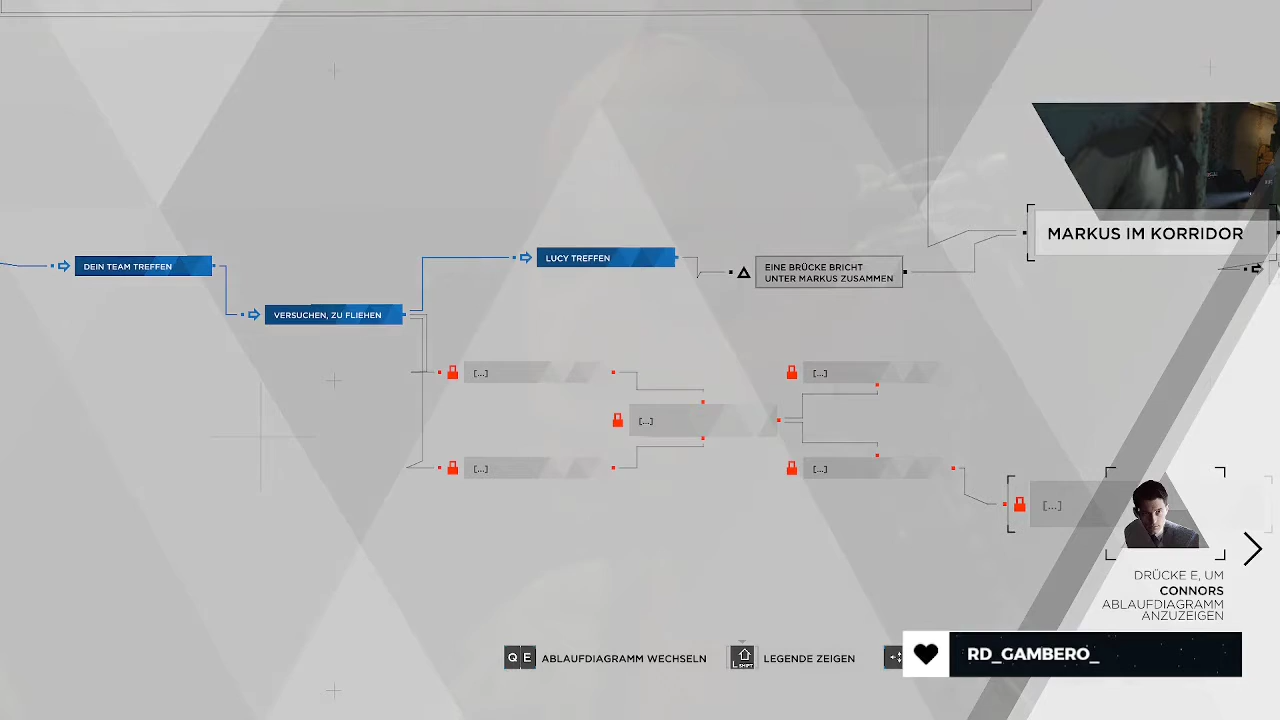 MARKUS IM KORRIDOR
LUCY TREFFEN
DEIN TEAM TREFFEN
EINE BRÜCKE BRICHT
UNTER MARKUS ZUSAMMEN
VERSUCHEN, ZU FLIEHEN
[...]
[...]
[...]
[...]
[...]
[...]
DRÜCKE E, UM
CONNORS
ABLAUFDIAGRAMM
ANZUZEIGEN
Q E ABLAUFDIAGRAMM WECHSELN
L SHIFT LEGENDE ZEIGEN
RD_GAMBERO_